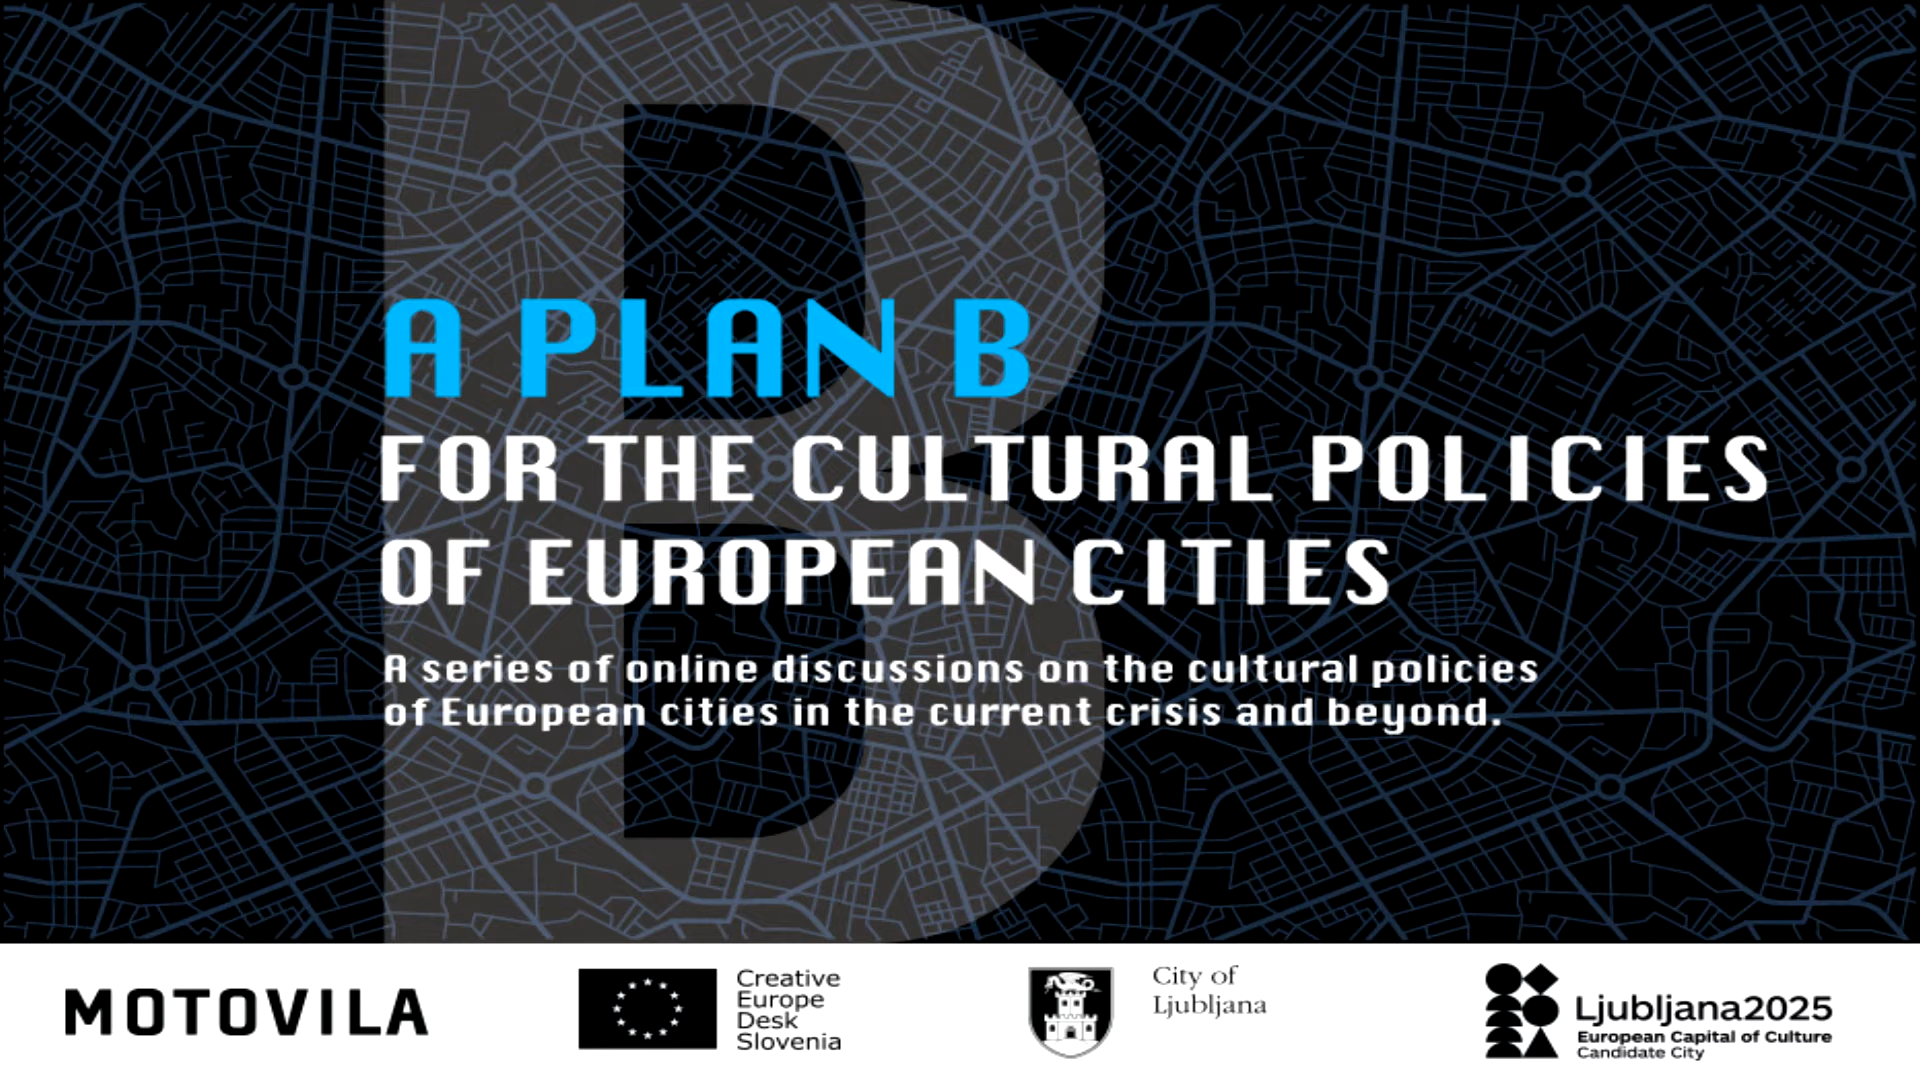 A PLAN B
FOR THE CULTURAL POLICIES
OF EUROPEAN CITIES
A series of online discussions on the cultural policies
of European cities in the current crisis and beyond.
MOTOVILA
Creative
Europe
Desk
Slovenia
City of
Ljubljana
Ljubljana2025
European Capital of Culture
Candidate City